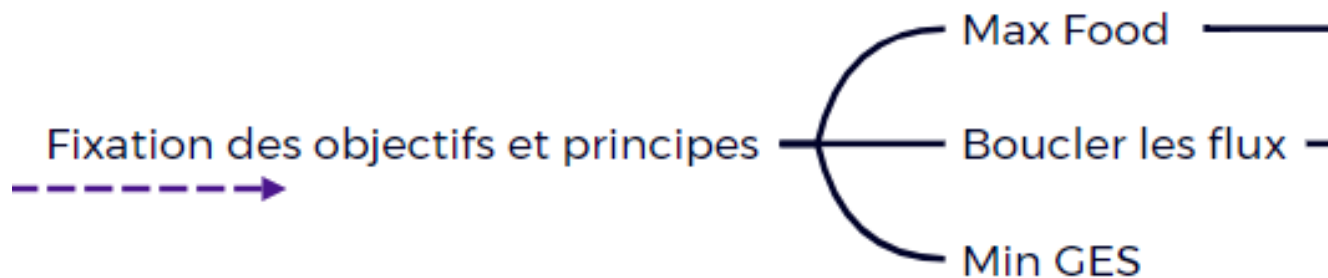 Max Food
Fixation des objectifs et principes
Boucler les flux
Min GES